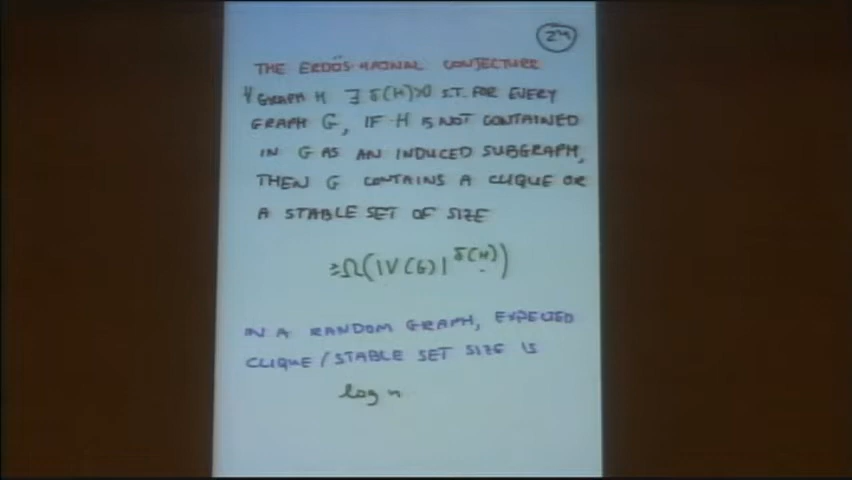 24
THE ERDÖS-HAJNAL CONJECTURE
∀ GRAPH H ∃ δ(H)>0 S.T. FOR EVERY
GRAPH G, IF H IS NOT CONTAINED
IN G AS AN INDUCED SUBGRAPH,
THEN G CONTAINS A CLIQUE OR
A STABLE SET OF SIZE
≥Ω(|V(G)|^δ(H))
IN A RANDOM GRAPH, EXPECTED
CLIQUE/STABLE SET SIZE IS
log n